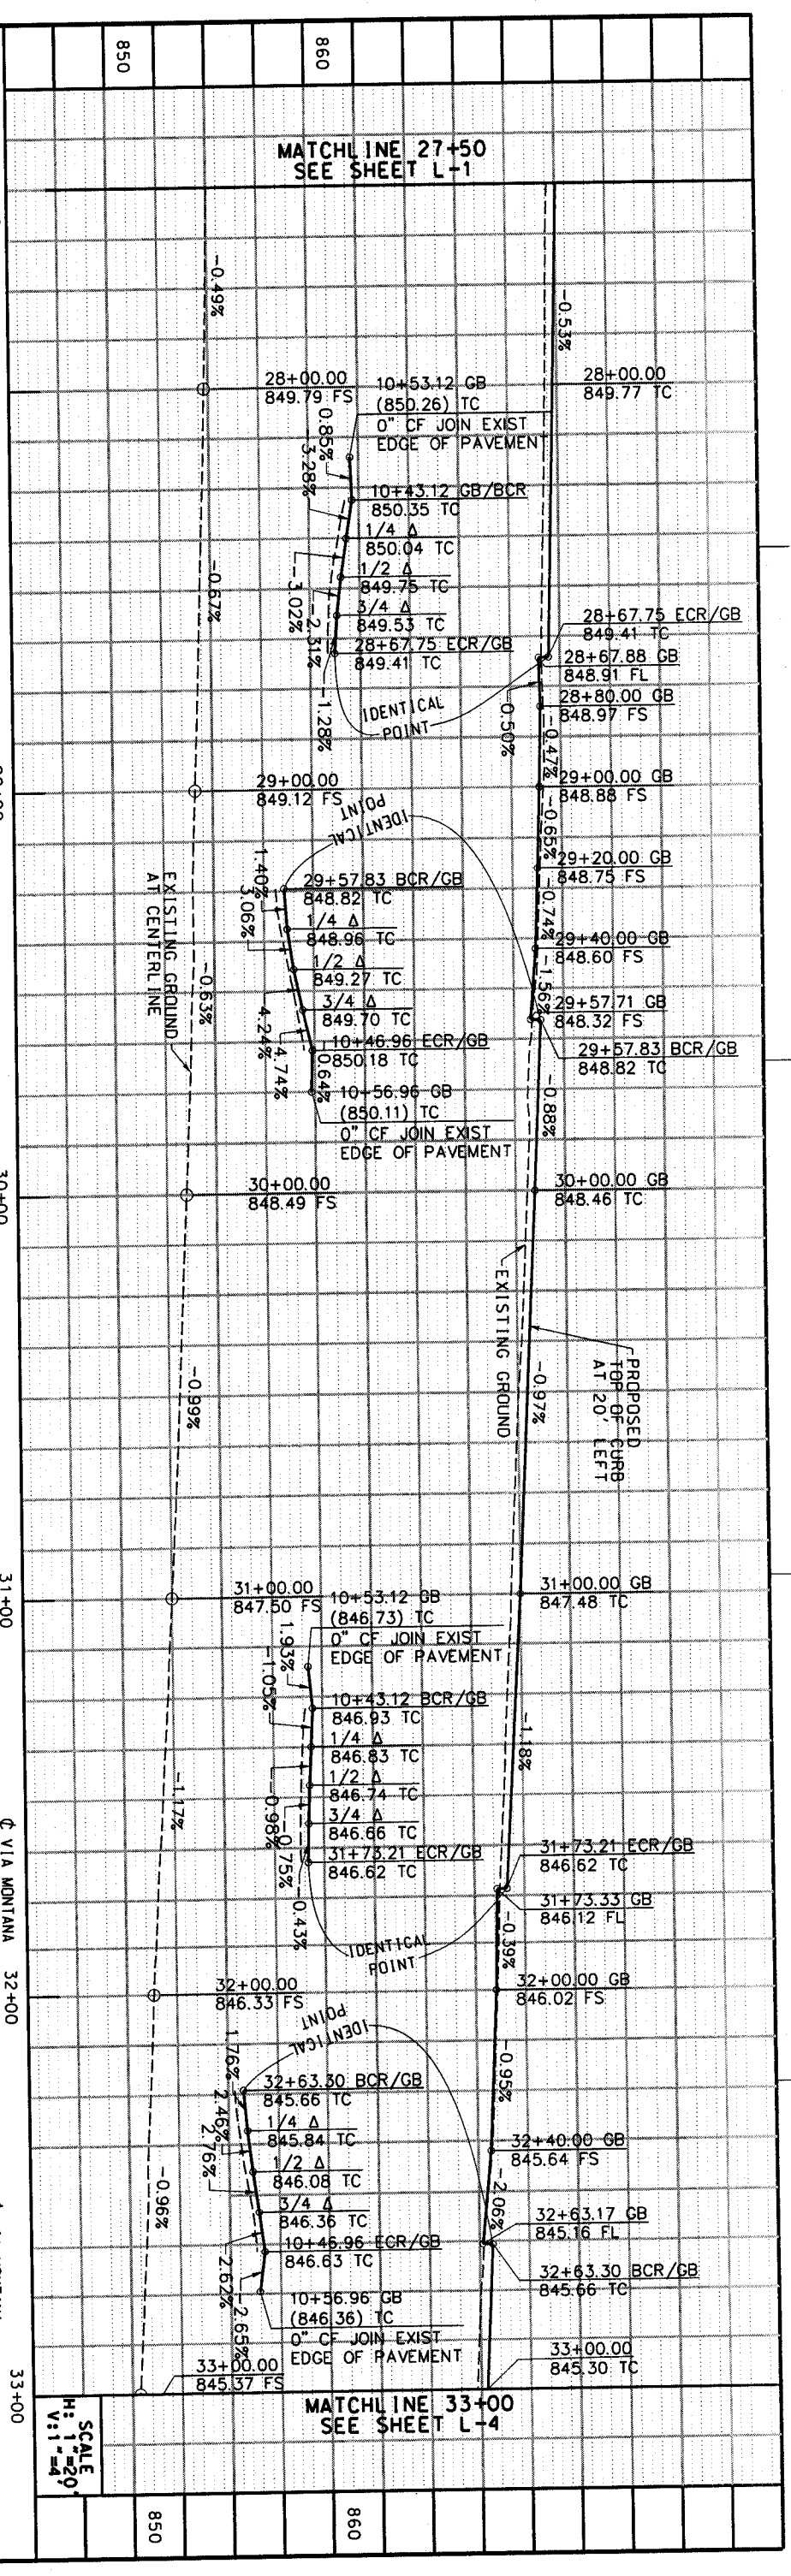 850
860
MATCHLINE 27+50
SEE SHEET L-1
-0.49%
-0.53%
28+00.00
849.79 FS
10+53.12 GB
(850.26) TC
0" CF JOIN EXIST
EDGE OF PAVEMENT
28+00.00
849.77 TC
0.85%
-3.28%
10+43.12 GB/BCR
850.35 TC
1/4 Δ
850.04 TC
1/2 Δ
849.75 TC
3/4 Δ
849.53 TC
28+67.75 ECR/GB
849.41 TC
-0.67%
-3.02%
-2.31%
-1.28%
28+67.75 ECR/GB
849.41 TC
28+67.88 GB
848.91 FL
28+80.00 GB
848.97 FS
IDENTICAL
POINT
-0.50%
-0.47%
29+00.00
849.12 FS
29+00.00 GB
848.88 FS
IDENTICAL
POINT
-0.65%
29+20.00 GB
848.75 FS
EXISTING GROUND
AT CENTERLINE
1.40%
3.06%
29+57.83 BCR/GB
848.82 TC
1/4 Δ
848.96 TC
1/2 Δ
849.27 TC
3/4 Δ
849.70 TC
10+46.96 ECR/GB
850.18 TC
-0.74%
29+40.00 GB
848.60 FS
-0.63%
-1.56%
29+57.71 GB
848.32 FS
29+57.83 BCR/GB
848.82 TC
4.24%
4.74%
0.64%
10+56.96 GB
(850.11) TC
0" CF JOIN EXIST
EDGE OF PAVEMENT
-0.88%
30+00.00
848.49 FS
30+00.00 GB
848.46 TC
30+00
EXISTING GROUND
PROPOSED
TOP OF CURB
AT 20' LEFT
-0.99%
-0.97%
31+00.00
847.50 FS
10+53.12 GB
(846.73) TC
0" CF JOIN EXIST
EDGE OF PAVEMENT
31+00.00 GB
847.48 TC
31+00
1.93%
-1.05%
10+43.12 BCR/GB
846.93 TC
1/4 Δ
846.83 TC
1/2 Δ
846.74 TC
3/4 Δ
846.66 TC
31+73.21 ECR/GB
846.62 TC
-1.18%
-1.17%
-0.98%
-0.75%
-0.43%
31+73.21 ECR/GB
846.62 TC
31+73.33 GB
846.12 FL
IDENTICAL
POINT
-0.39%
℄ VIA MONTANA
32+00
32+00.00
846.33 FS
32+00.00 GB
846.02 FS
IDENTICAL
POINT
1.76%
2.46%
2.76%
32+63.30 BCR/GB
845.66 TC
1/4 Δ
845.84 TC
1/2 Δ
846.08 TC
3/4 Δ
846.36 TC
10+46.96 ECR/GB
846.63 TC
-0.95%
32+40.00 GB
845.64 FS
-0.96%
-2.06%
32+63.17 GB
845.16 FL
32+63.30 BCR/GB
845.66 TC
2.62%
-2.65%
10+56.96 GB
(846.36) TC
0" CF JOIN EXIST
EDGE OF PAVEMENT
33+00.00
845.37 FS
33+00.00
845.30 TC
33+00
MATCHLINE 33+00
SEE SHEET L-4
SCALE
H: 1"=20'
V: 1"=4'
850
860